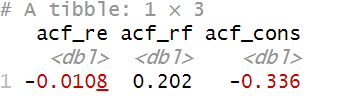 # A tibble: 1 × 3
acf_re acf_rf acf_cons
<dbl> <dbl> <dbl>
1 -0.0108 0.202 -0.336